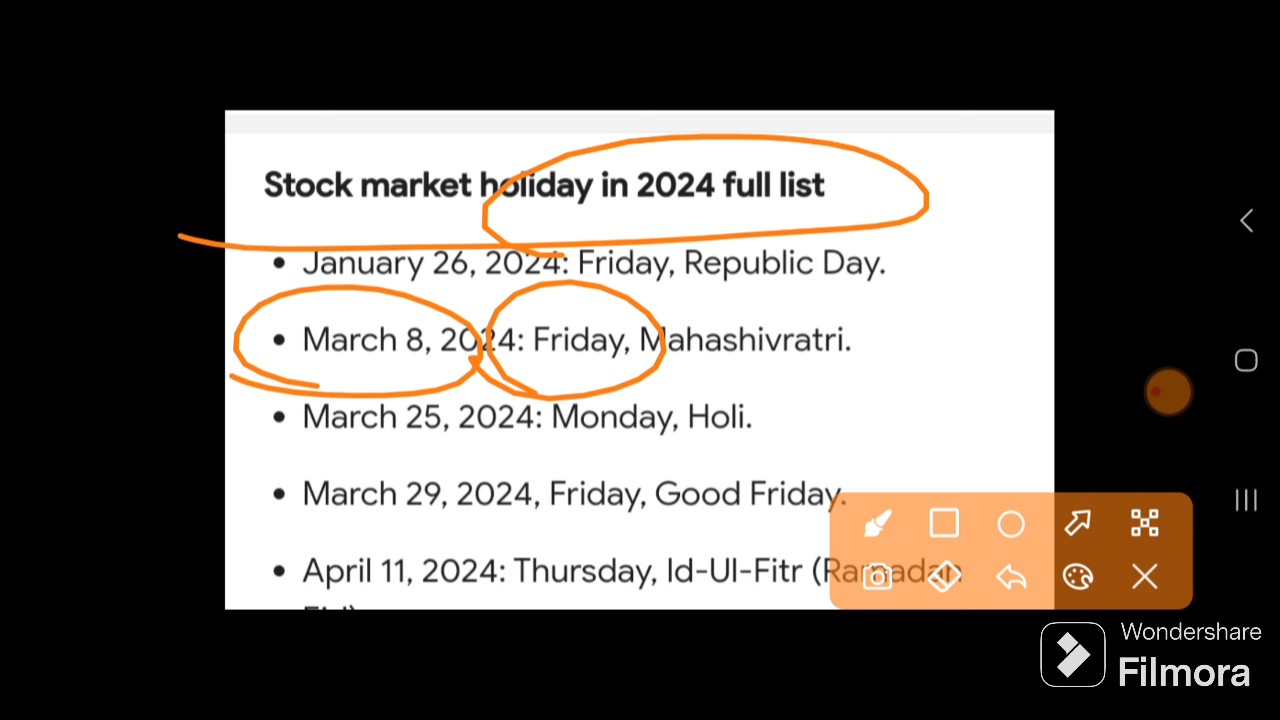 Stock market holiday in 2024 full list
• January 26, 2024: Friday, Republic Day.
• March 8, 2024: Friday, Mahashivratri.
• March 25, 2024: Monday, Holi.
• March 29, 2024, Friday, Good Friday.
• April 11, 2024: Thursday, Id-Ul-Fitr (Ramadan
Wondershare
Filmora